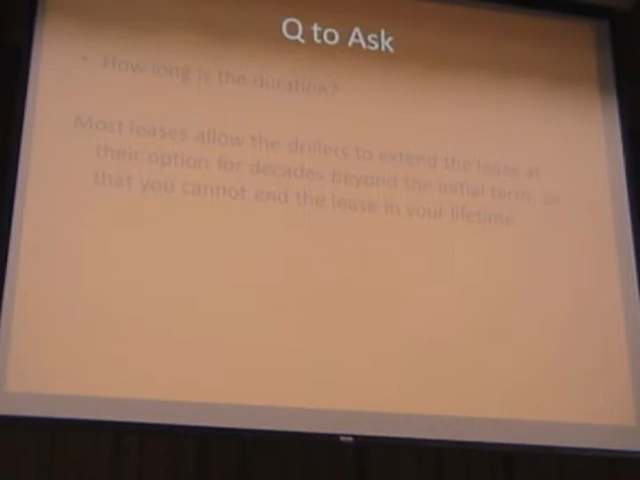 Q to Ask
• How long is the duration?
Most leases allow the drillers to extend the lease at
their option for decades beyond the initial term, so
that you cannot end the lease in your lifetime